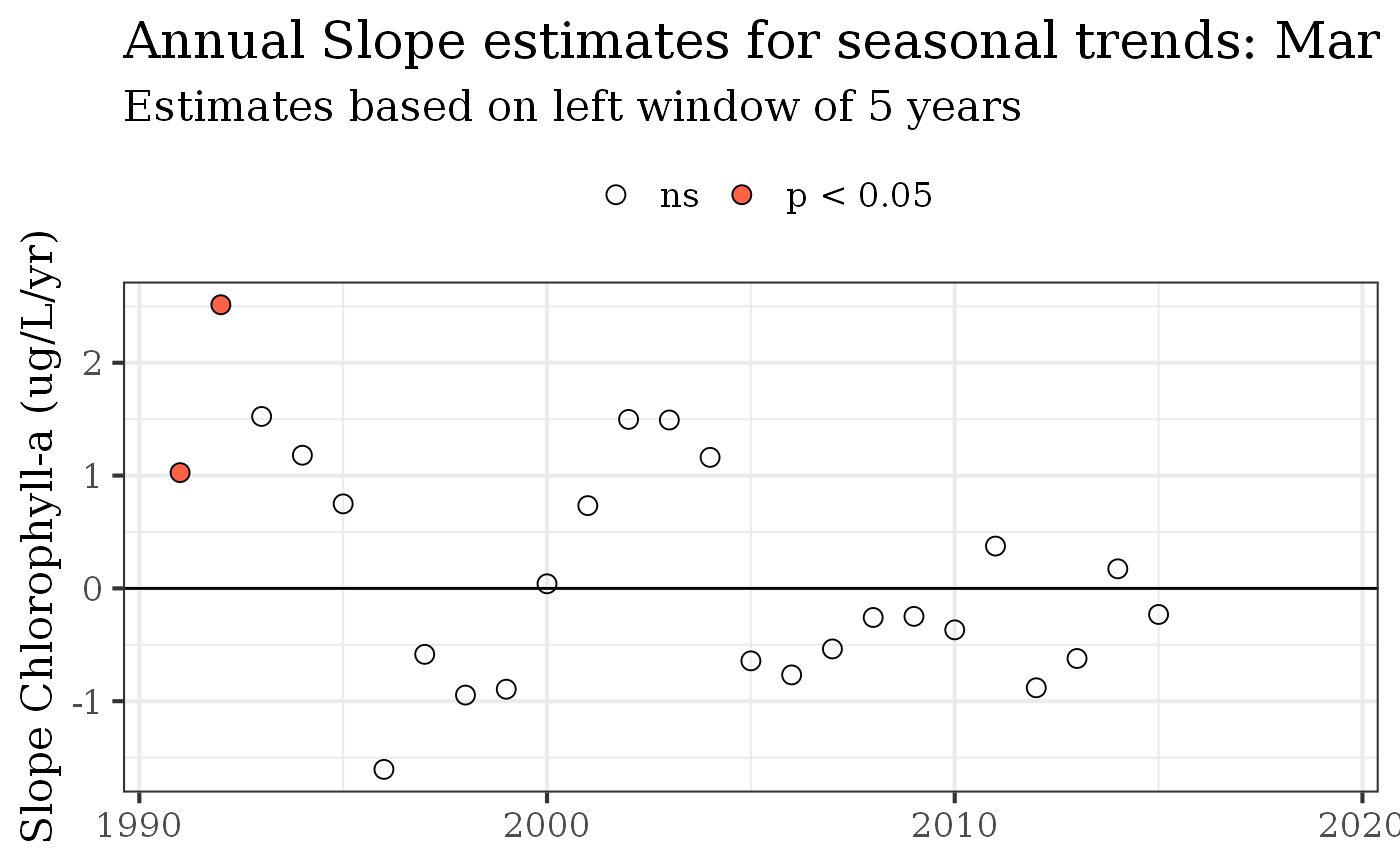 Annual Slope estimates for seasonal trends: Mar
Estimates based on left window of 5 years
ns
p < 0.05
Slope Chlorophyll-a (ug/L/yr)
2
1
0
-1
1990
2000
2010
2020